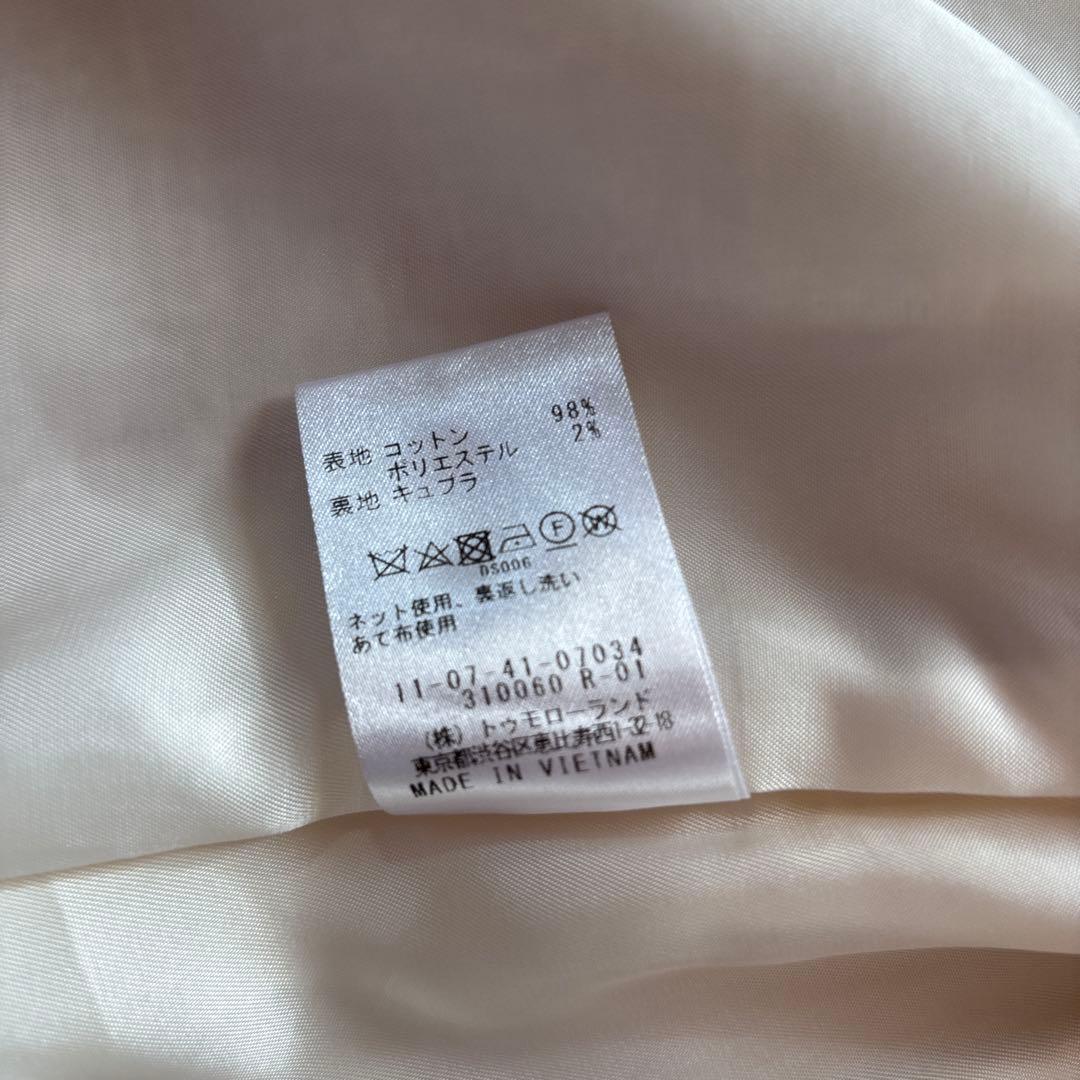 表地 コットン 98%
ポリエステル 2%
裏地 キュプラ
F W
DS006
ネット使用、裏返し洗い
あて布使用
11-07-41-07034
310060 R-01
(株) トゥモローランド
東京都渋谷区恵比寿西1-32-18
MADE IN VIETNAM